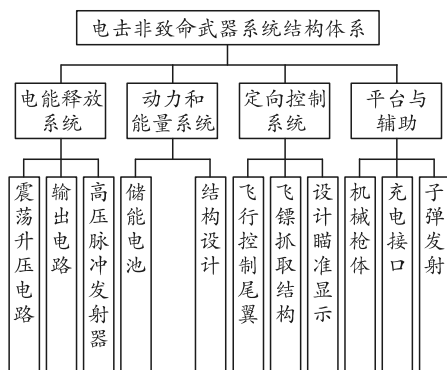 电击非致命武器系统结构体系
电能释放
系统
动力和
能量系统
定向控制
系统
平台与
辅助
震荡升压电路
输出电路
高压脉冲发射器
储能电池
结构设计
飞行控制尾翼
飞镖抓取结构
设计瞄准显示
机械枪体
充电接口
子弹发射